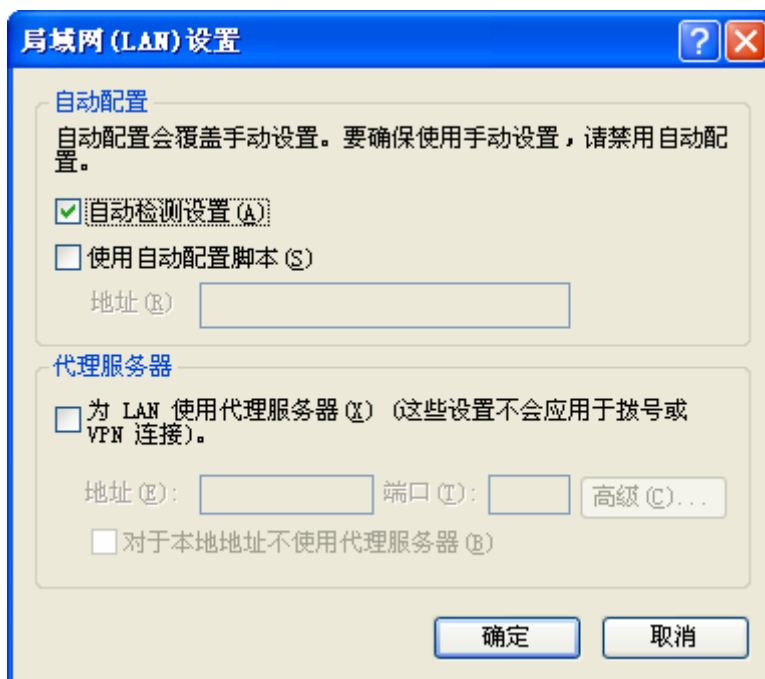 局域网(LAN)设置
自动配置
自动配置会覆盖手动设置。要确保使用手动设置,请禁用自动配
置。
自动检测设置(A)
使用自动配置脚本(S)
地址(R)
代理服务器
为 LAN 使用代理服务器(X) (这些设置不会应用于拨号或
VPN 连接)。
地址(E): 端口(T): 高级(C)...
对于本地地址不使用代理服务器(B)
确定 取消